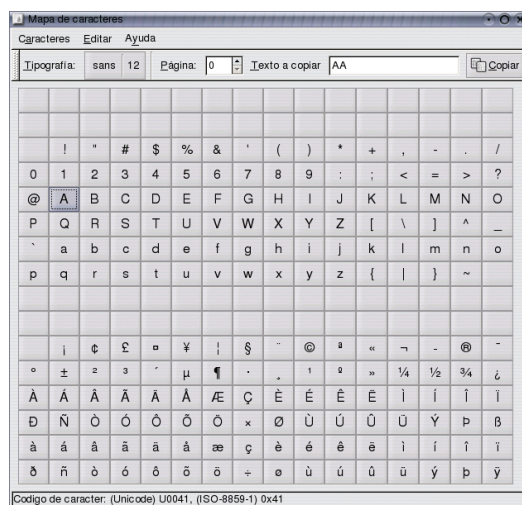 Mapa de caracteres
Caracteres Editar Ayuda
Tipografía: sans 12 Página: 0 Texto a copiar AA Copiar
! " # $ % & ' ( ) * + , - . /
0 1 2 3 4 5 6 7 8 9 : ; < = > ?
@ A B C D E F G H I J K L M N O
P Q R S T U V W X Y Z [ \ ] ^ _
` a b c d e f g h i j k l m n o
p q r s t u v w x y z { | } ~
¡ ¢ £ ¤ ¥ ¦ § ¨ © ª « ¬ - ® ¯
° ± ² ³ ´ µ ¶ · ¸ ¹ º » ¼ ½ ¾ ¿
À Á Â Ã Ä Å Æ Ç È É Ê Ë Ì Í Î Ï
Ð Ñ Ò Ó Ô Õ Ö × Ø Ù Ú Û Ü Ý Þ ß
à á â ã ä å æ ç è é ê ë ì í î ï
ð ñ ò ó ô õ ö ÷ ø ù ú û ü ý þ ÿ
Codigo de caracter: (Unicode) U0041, (ISO-8859-1) 0x41